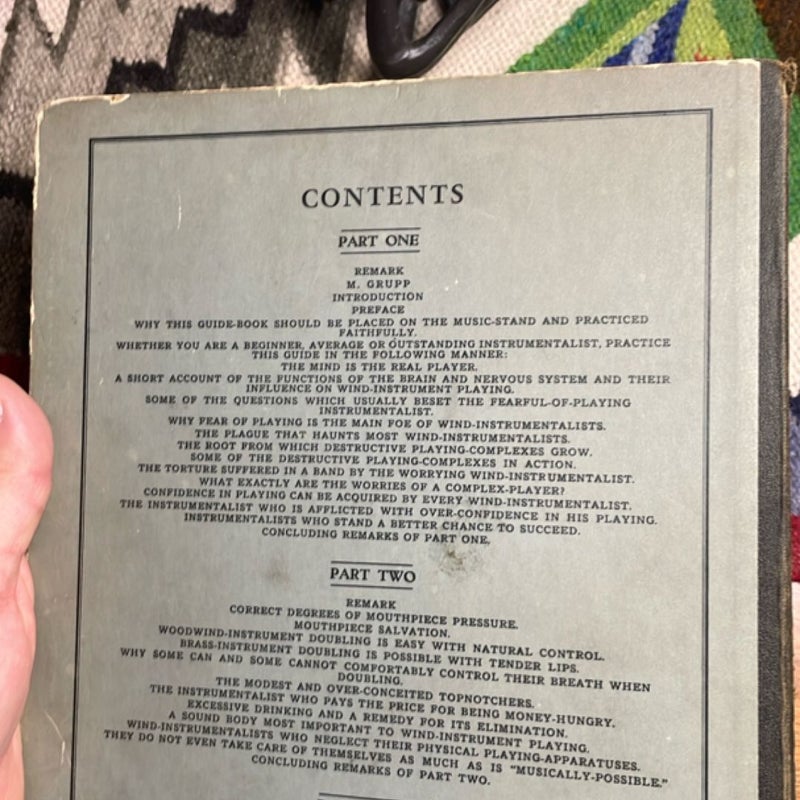 CONTENTS
PART ONE
REMARK
M. GRUPP
INTRODUCTION
PREFACE
WHY THIS GUIDE-BOOK SHOULD BE PLACED ON THE MUSIC-STAND AND PRACTICED
FAITHFULLY.
WHETHER YOU ARE A BEGINNER, AVERAGE OR OUTSTANDING INSTRUMENTALIST, PRACTICE
THIS GUIDE IN THE FOLLOWING MANNER:
THE MIND IS THE REAL PLAYER.
A SHORT ACCOUNT OF THE FUNCTIONS OF THE BRAIN AND NERVOUS SYSTEM AND THEIR
INFLUENCE ON WIND-INSTRUMENT PLAYING.
SOME OF THE QUESTIONS WHICH USUALLY BESET THE FEARFUL-OF-PLAYING
INSTRUMENTALIST.
WHY FEAR OF PLAYING IS THE MAIN FOE OF WIND-INSTRUMENTALISTS.
THE PLAGUE THAT HAUNTS MOST WIND-INSTRUMENTALISTS.
THE ROOT FROM WHICH DESTRUCTIVE PLAYING-COMPLEXES GROW.
SOME OF THE DESTRUCTIVE PLAYING-COMPLEXES IN ACTION.
THE TORTURE SUFFERED IN A BAND BY THE WORRYING WIND-INSTRUMENTALIST.
WHAT EXACTLY ARE THE WORRIES OF A COMPLEX-PLAYER?
CONFIDENCE IN PLAYING CAN BE ACQUIRED BY EVERY WIND-INSTRUMENTALIST.
THE INSTRUMENTALIST WHO IS AFFLICTED WITH OVER-CONFIDENCE IN HIS PLAYING.
INSTRUMENTALISTS WHO STAND A BETTER CHANCE TO SUCCEED.
CONCLUDING REMARKS OF PART ONE.
PART TWO
REMARK
CORRECT DEGREES OF MOUTHPIECE PRESSURE.
MOUTHPIECE SALVATION.
WOODWIND-INSTRUMENT DOUBLING IS EASY WITH NATURAL CONTROL.
BRASS-INSTRUMENT DOUBLING IS POSSIBLE WITH TENDER LIPS.
WHY SOME CAN AND SOME CANNOT COMFORTABLY CONTROL THEIR BREATH WHEN
DOUBLING.
THE MODEST AND OVER-CONCEITED TOPNOTCHERS.
THE INSTRUMENTALIST WHO PAYS THE PRICE FOR BEING MONEY-HUNGRY.
EXCESSIVE DRINKING AND A REMEDY FOR ITS ELIMINATION.
A SOUND BODY MOST IMPORTANT TO WIND-INSTRUMENT PLAYING.
WIND-INSTRUMENTALISTS WHO NEGLECT THEIR PHYSICAL PLAYING-APPARATUSES.
THEY DO NOT EVEN TAKE CARE OF THEMSELVES AS MUCH AS IS "MUSICALLY-POSSIBLE."
CONCLUDING REMARKS OF PART TWO.